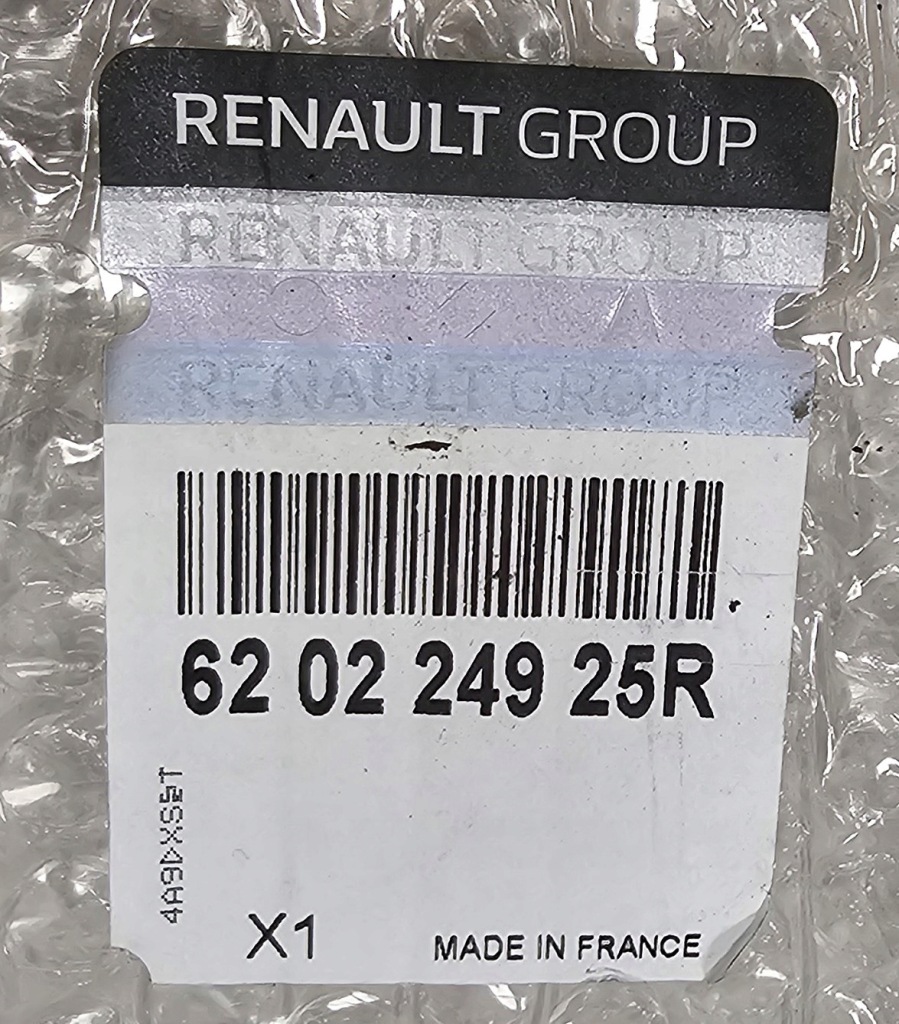 RENAULT GROUP
RENAULT GROUP
RENAULT GROUP
62 02 249 25R
X1
MADE IN FRANCE